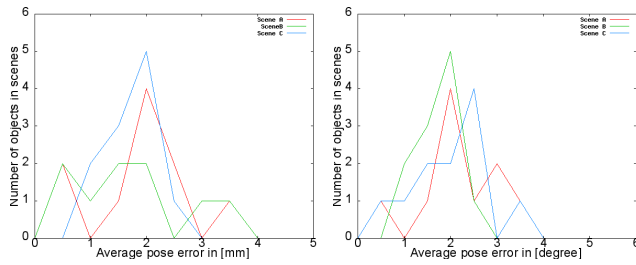 Scene A
SceneB
Scene C
Number of objects in scenes
6
5
4
3
2
1
0
0 1 2 3 4 5
Average pose error in [mm]
Scene A
Scene B
Scene C
Number of objects in scenes
6
5
4
3
2
1
0
0 1 2 3 4 5 6
Average pose error in [degree]